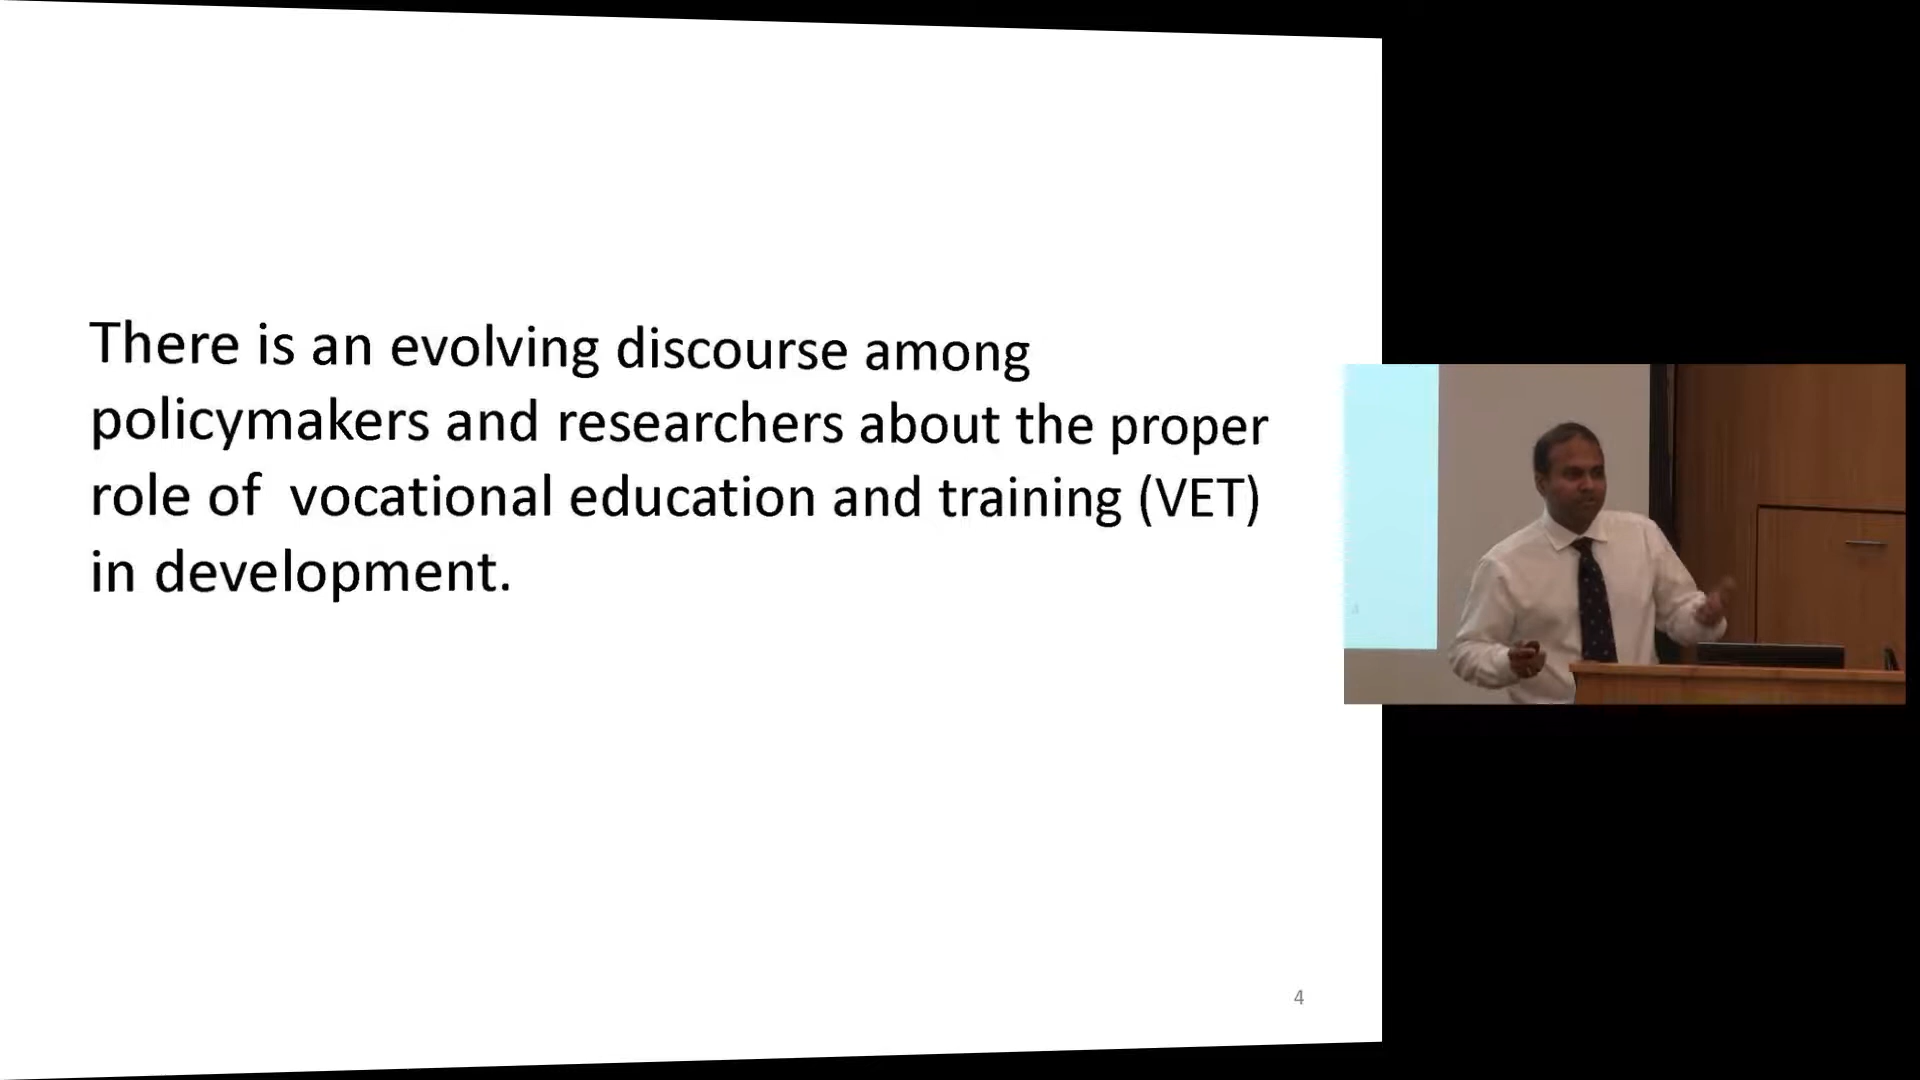 There is an evolving discourse among
policymakers and researchers about the proper
role of  vocational education and training (VET)
in development.
4